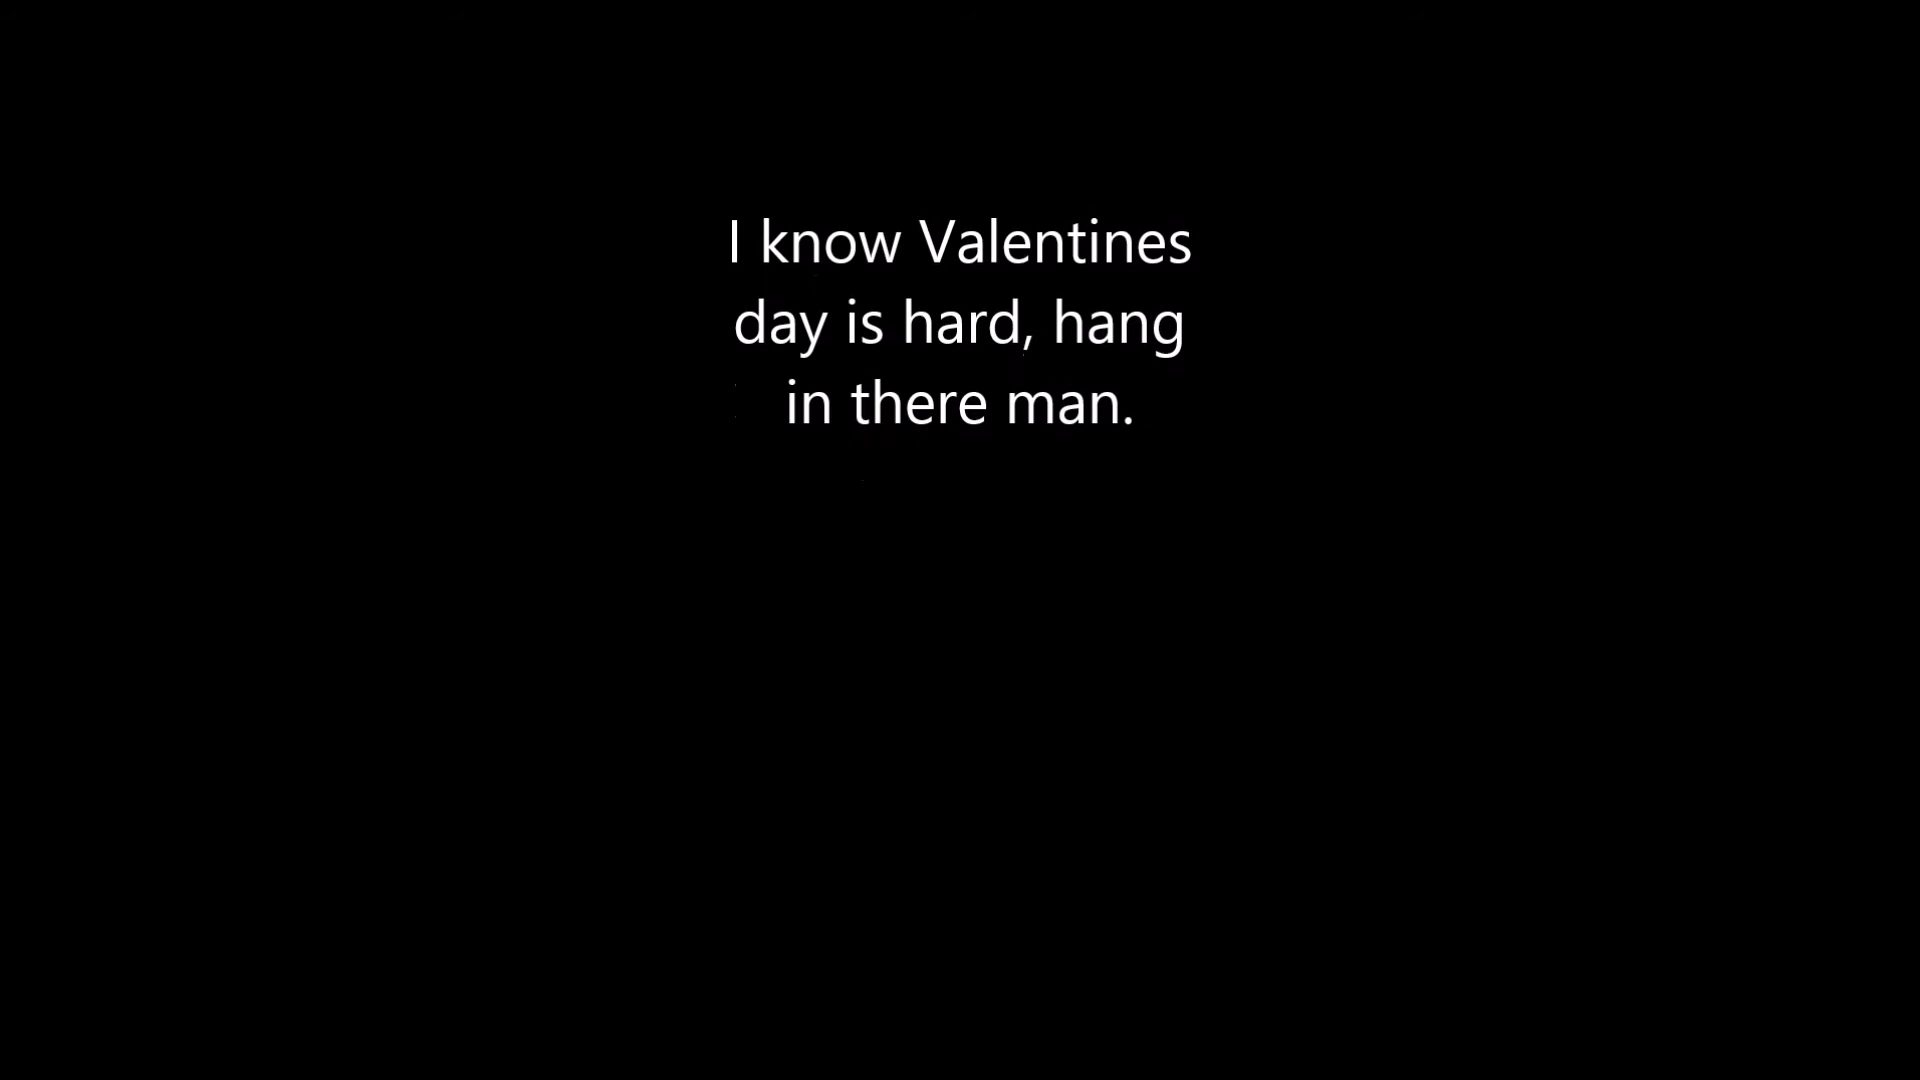 I know Valentines
day is hard, hang
in there man.